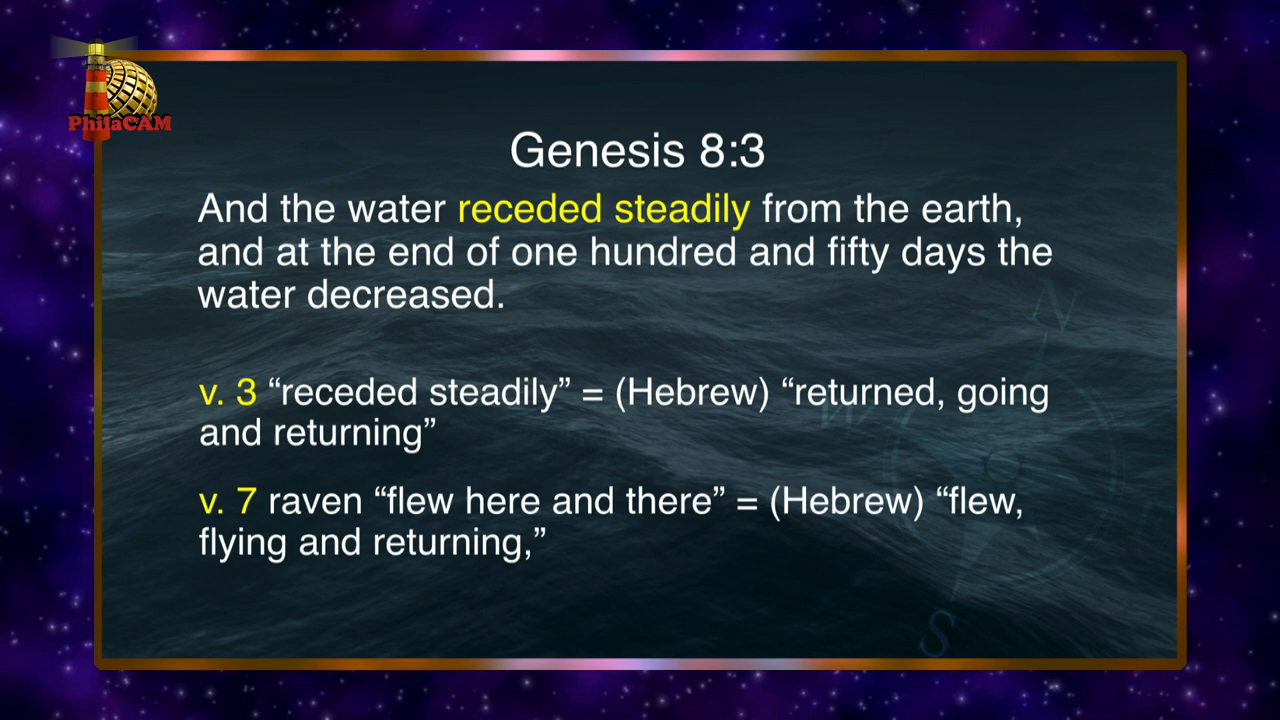 PhilaCAM
Genesis 8:3
And the water receded steadily from the earth,
and at the end of one hundred and fifty days the
water decreased.
v. 3 “receded steadily” = (Hebrew) “returned, going
and returning”
v. 7 raven “flew here and there” = (Hebrew) “flew,
flying and returning,”
N
W
S